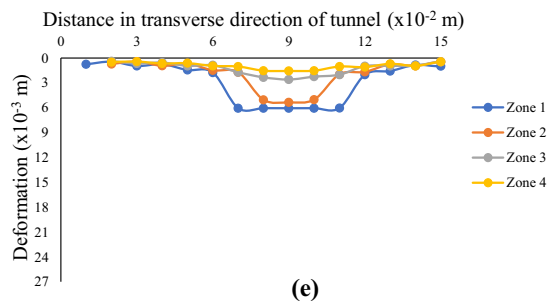 Distance in transverse direction of tunnel (x10-2 m)
0 3 6 9 12 15
Deformation (x10-3 m)
0
3
6
9
12
15
18
21
24
27
Zone 1
Zone 2
Zone 3
Zone 4
(e)